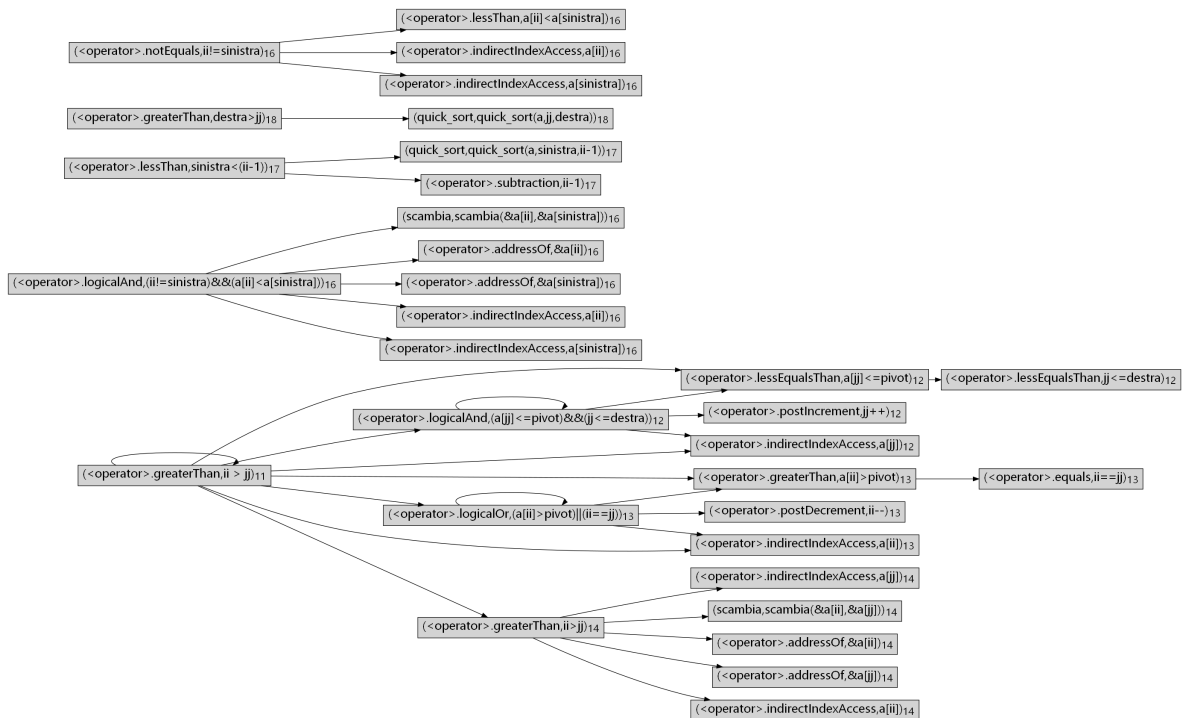 (<operator>.lessThan,a[ii]<a[sinistra])16
(<operator>.notEquals,ii!=sinistra)16
(<operator>.indirectIndexAccess,a[ii])16
(<operator>.indirectIndexAccess,a[sinistra])16
(<operator>.greaterThan,destra>jj)18
(quick_sort,quick_sort(a,jj,destra))18
(quick_sort,quick_sort(a,sinistra,ii-1))17
(<operator>.lessThan,sinistra<(ii-1))17
(<operator>.subtraction,ii-1)17
(scambia,scambia(&a[ii],&a[sinistra]))16
(<operator>.addressOf,&a[ii])16
(<operator>.logicalAnd,(ii!=sinistra)&&(a[ii]<a[sinistra]))16
(<operator>.addressOf,&a[sinistra])16
(<operator>.indirectIndexAccess,a[ii])16
(<operator>.indirectIndexAccess,a[sinistra])16
(<operator>.lessEqualsThan,a[jj]<=pivot)12
(<operator>.lessEqualsThan,jj<=destra)12
(<operator>.logicalAnd,(a[jj]<=pivot)&&(jj<=destra))12
(<operator>.postIncrement,jj++)12
(<operator>.indirectIndexAccess,a[jj])12
(<operator>.greaterThan,ii > jj)11
(<operator>.greaterThan,a[ii]>pivot)13
(<operator>.equals,ii==jj)13
(<operator>.logicalOr,(a[ii]>pivot)||(ii==jj))13
(<operator>.postDecrement,ii--)13
(<operator>.indirectIndexAccess,a[ii])13
(<operator>.indirectIndexAccess,a[jj])14
(scambia,scambia(&a[ii],&a[jj]))14
(<operator>.greaterThan,ii>jj)14
(<operator>.addressOf,&a[ii])14
(<operator>.addressOf,&a[jj])14
(<operator>.indirectIndexAccess,a[ii])14